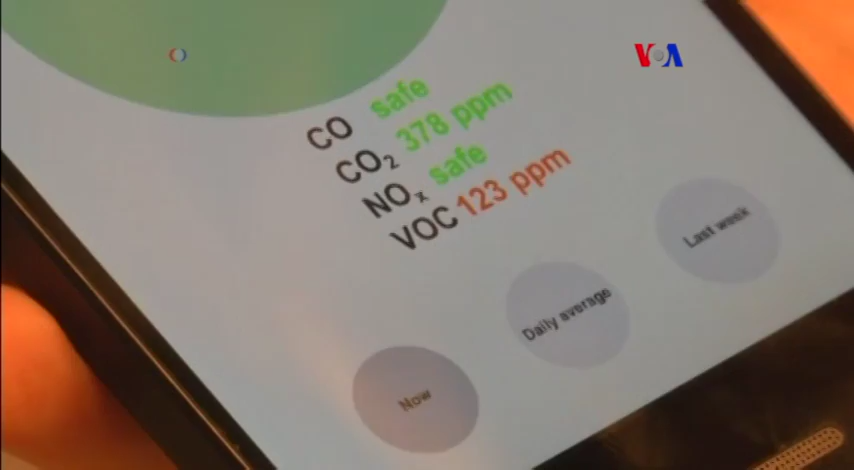 VOA
CO safe
CO₂ 378 ppm
NOₓ safe
VOC 123 ppm
Last week
Daily average
Now